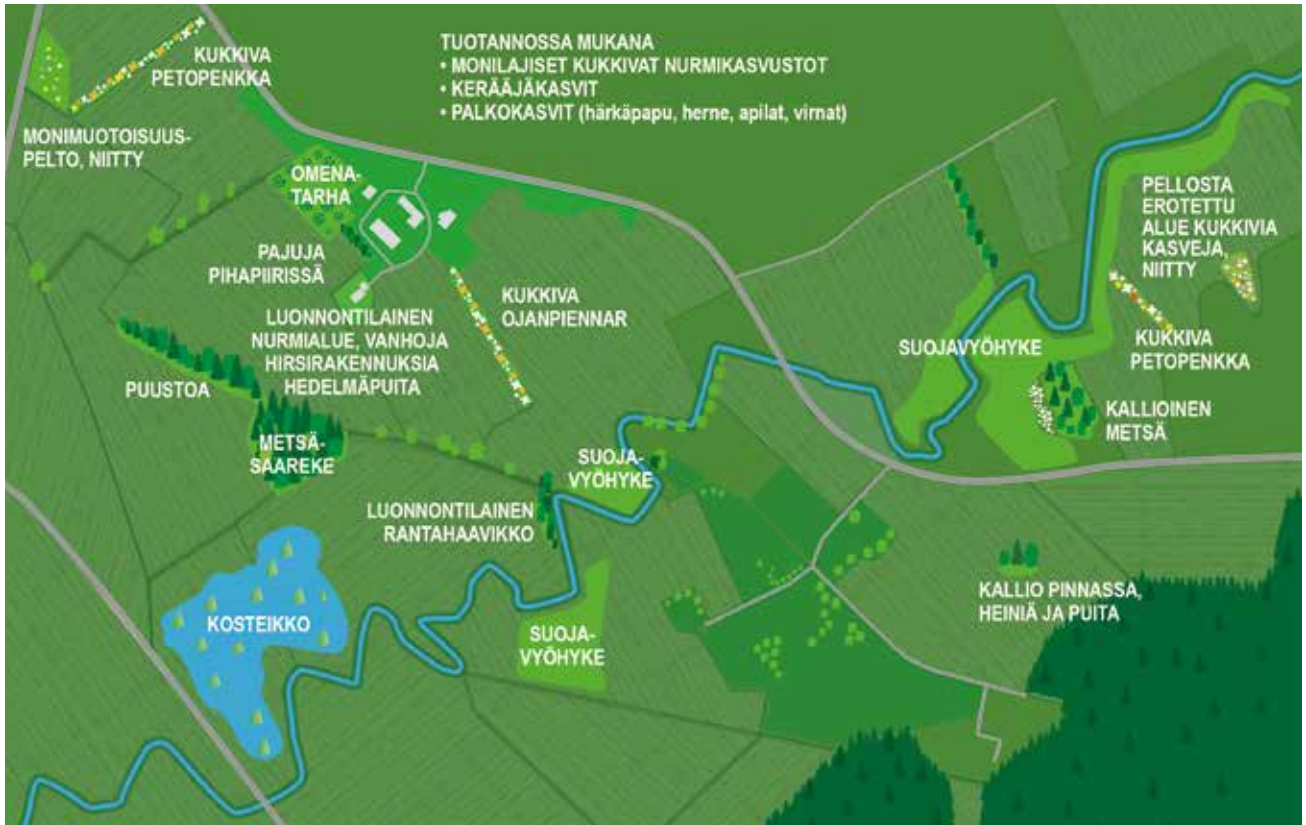 KUKKIVA
PETOPENKKA
TUOTANNOSSA MUKANA
• MONILAJISET KUKKIVAT NURMIKASVUSTOT
• KERÄÄJÄKASVIT
• PALKOKASVIT (härkäpapu, herne, apilat, virnat)
MONIMUOTOISUUS-
PELTO, NIITTY
OMENA-
TARHA
PAJUJA
PIHAPIIRISSÄ
LUONNONTILAINEN
NURMIALUE, VANHOJA
HIRSIRAKENNUKSIA
HEDELMÄPUITA
KUKKIVA
OJANPIENNAR
PELLOSTA
EROTETTU
ALUE KUKKIVIA
KASVEJA,
NIITTY
SUOJAVYÖHYKE
KUKKIVA
PETOPENKKA
PUUSTOA
METSÄ-
SAAREKE
SUOJA-
VYÖHYKE
KALLIOINEN
METSÄ
LUONNONTILAINEN
RANTAHAAVIKKO
KOSTEIKKO
SUOJA-
VYÖHYKE
KALLIO PINNASSA,
HEINIÄ JA PUITA